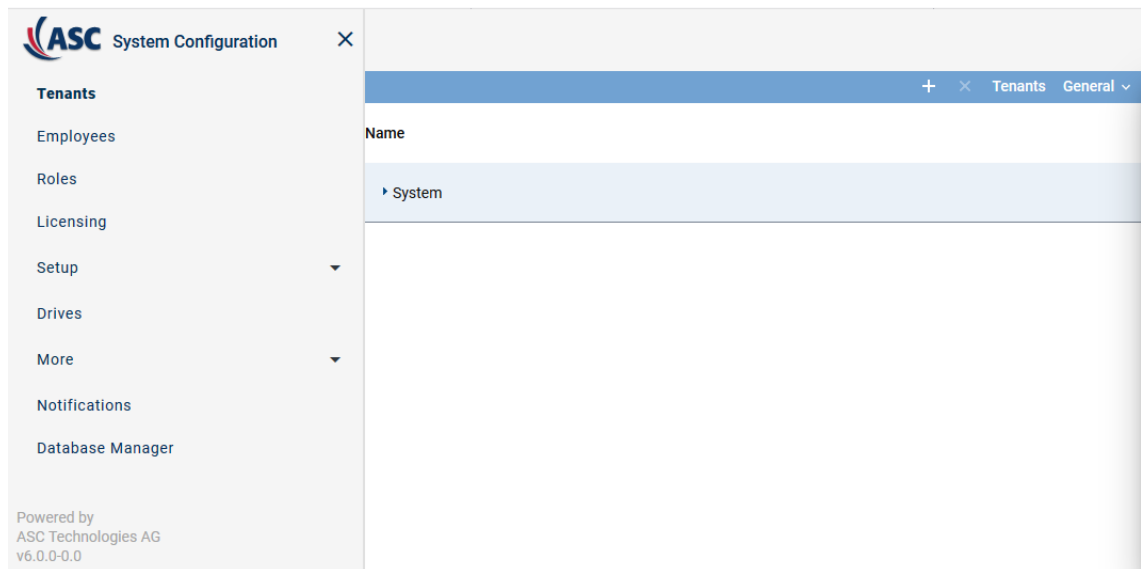 ASC System Configuration
Tenants
Employees
Roles
Licensing
Setup
Drives
More
Notifications
Database Manager
Powered by
ASC Technologies AG
v6.0.0-0.0
Tenants General
Name
System